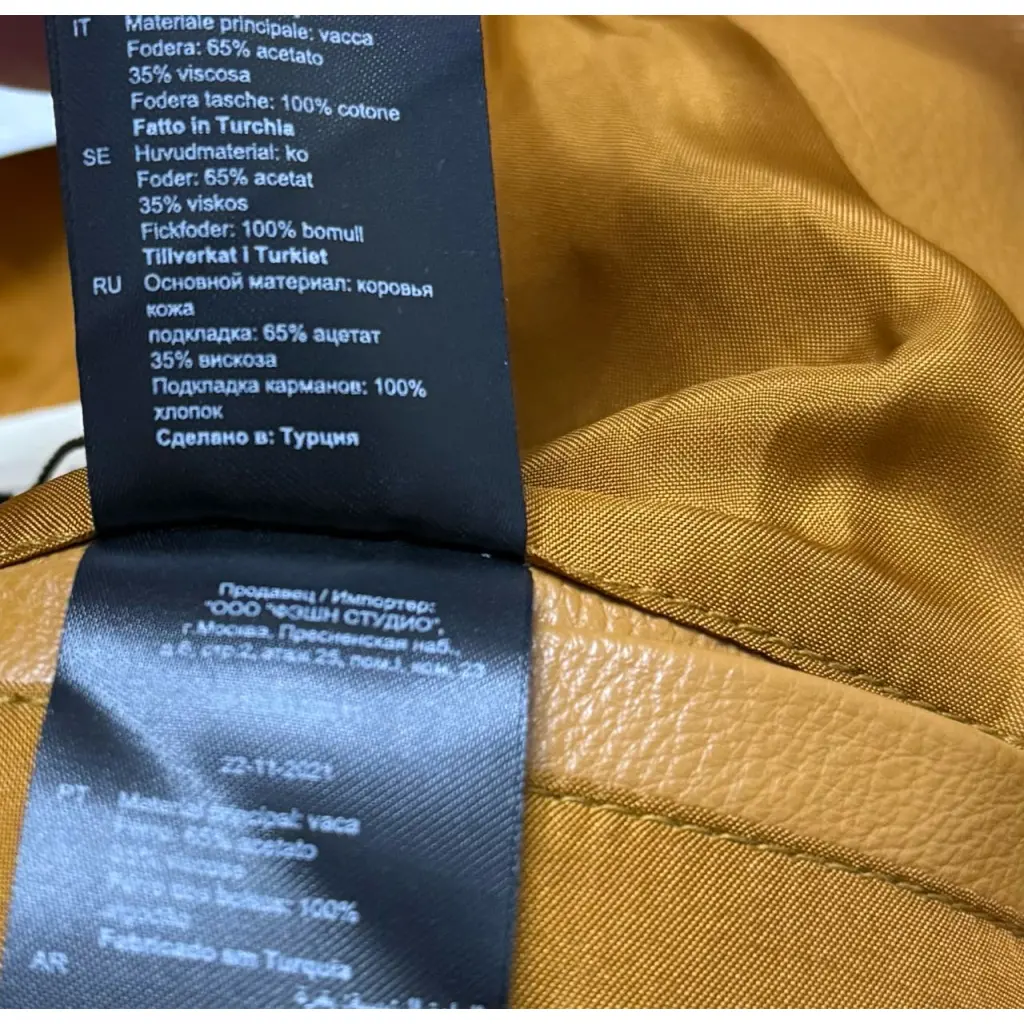 IT Materiale principale: vacca
Fodera: 65% acetato
35% viscosa
Fodera tasche: 100% cotone
Fatto in Turchia
SE Huvudmaterial: ko
Foder: 65% acetat
35% viskos
Fickfoder: 100% bomull
Tillverkat i Turkiet
RU Основной материал: коровья
кожа
подкладка: 65% ацетат
35% вискоза
Подкладка карманов: 100%
хлопок
Сделано в: Турция
Продавец / Импортер:
"ООО "ФЭШН СТУДИО",
г.Москва, Пресненская наб.,
22-11-2021
PT Material principal: vaca
Forro: 65% acetato
100%
algodão
Fabricado em Turquia
AR